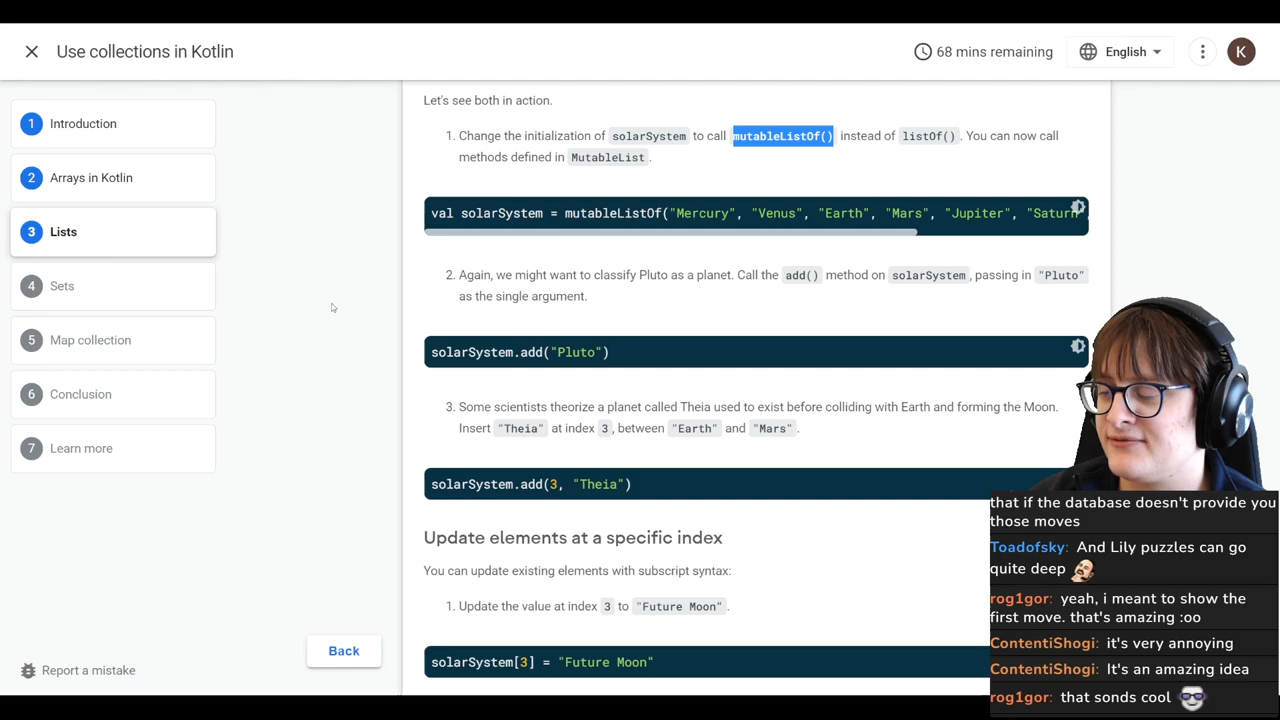 Use collections in Kotlin
68 mins remaining
English
K
1 Introduction
2 Arrays in Kotlin
3 Lists
4 Sets
5 Map collection
6 Conclusion
7 Learn more
Let's see both in action.
1. Change the initialization of solarSystem to call mutableListOf() instead of listOf(). You can now call
methods defined in MutableList.
val solarSystem = mutableListOf("Mercury", "Venus", "Earth", "Mars", "Jupiter", "Saturn"
2. Again, we might want to classify Pluto as a planet. Call the add() method on solarSystem, passing in "Pluto"
as the single argument.
solarSystem.add("Pluto")
3. Some scientists theorize a planet called Theia used to exist before colliding with Earth and forming the Moon.
Insert "Theia" at index 3, between "Earth" and "Mars".
solarSystem.add(3, "Theia")
Update elements at a specific index
You can update existing elements with subscript syntax:
1. Update the value at index 3 to "Future Moon".
solarSystem[3] = "Future Moon"
Back
Report a mistake
that if the database doesn't provide you
those moves
Toadofsky: And Lily puzzles can go
quite deep
rog1gor: yeah, i meant to show the
first move. that's amazing :oo
ContentiShogi: it's very annoying
ContentiShogi: It's an amazing idea
rog1gor: that sonds cool